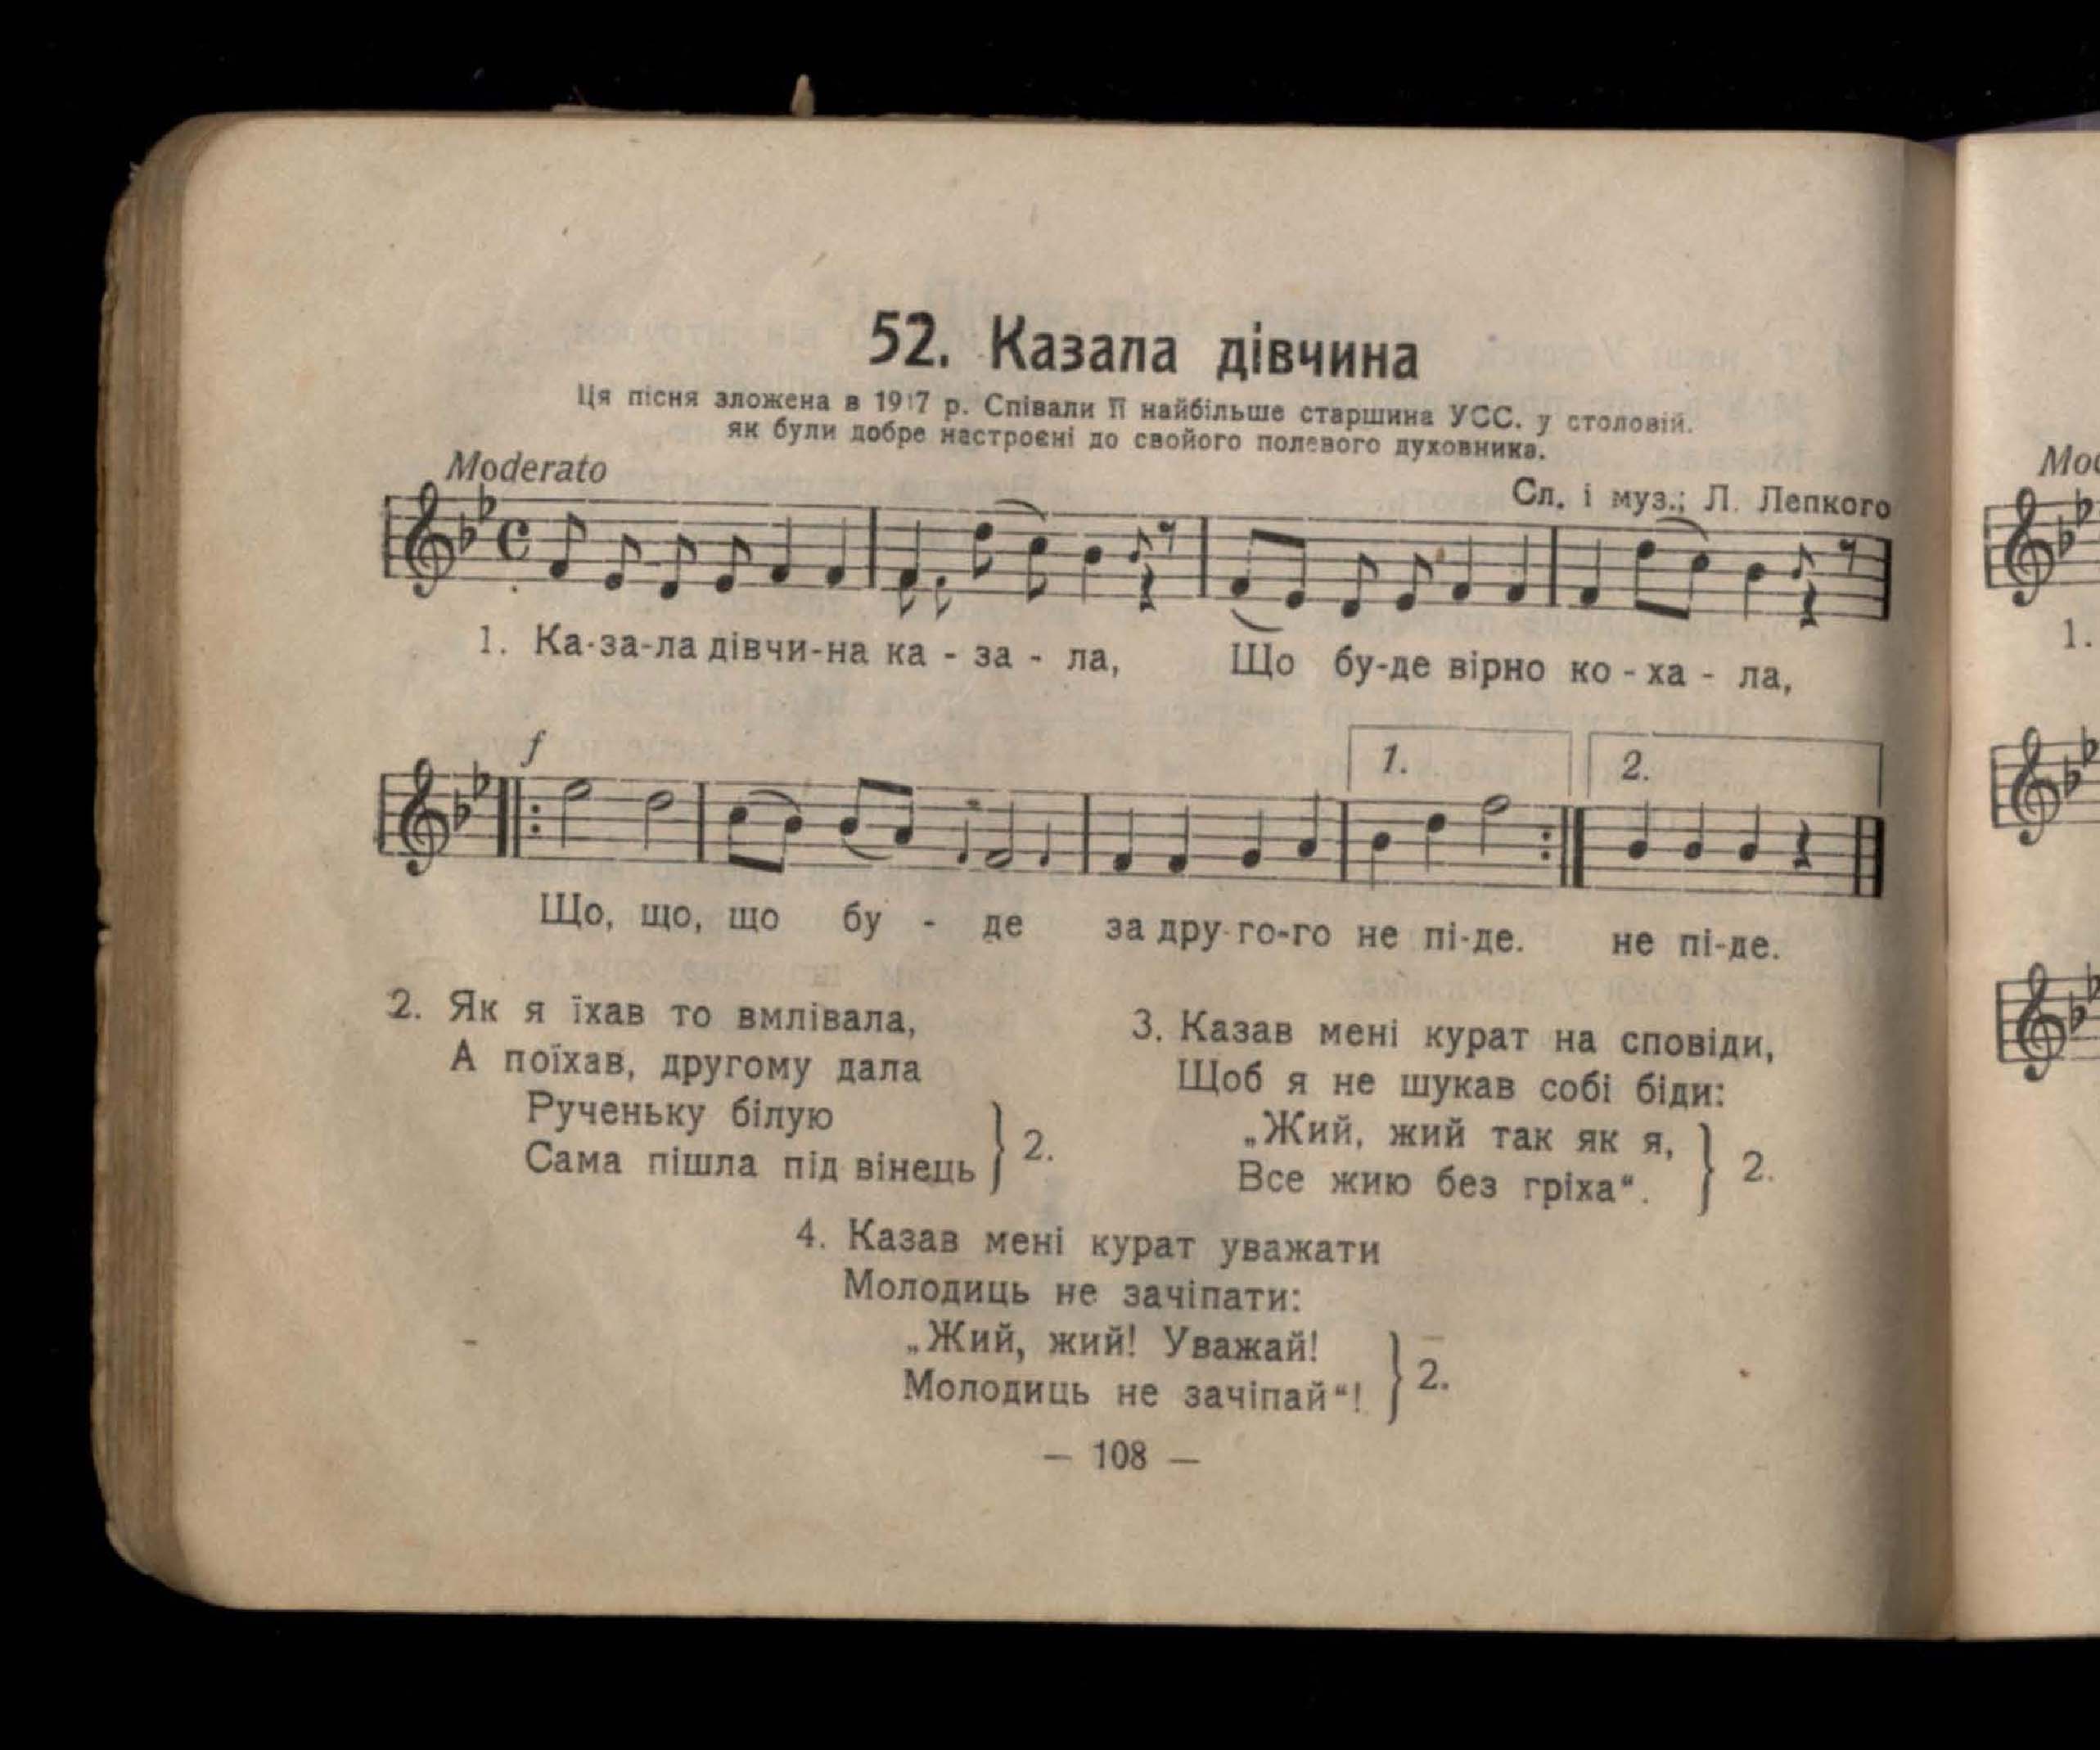 52. Казала дівчина
Ця пісня зложена в 1917 р. Співали її найбільше старшина УСС. у столовій.
як були добре настроєні до свойого полевого духовника.
Moderato
Сл. і муз.; Л. Лепкого
1. Ка-за-ла дівчи-на ка - за - ла, Що бу-де вірно ко - ха - ла,
f
1. 2.
Що, що, що бу - де за дру-го-го не пі-де. не пі-де.
2. Як я їхав то вмлівала,
А поїхав, другому дала
Рученьку білую
Сама пішла під вінець } 2.
3. Казав мені курат на сповіди,
Щоб я не шукав собі біди:
„Жий, жий так як я,
Все жию без гріха“. } 2.
4. Казав мені курат уважати
Молодиць не зачіпати:
„Жий, жий! Уважай!
Молодиць не зачіпай“! } 2.
— 108 —
1.